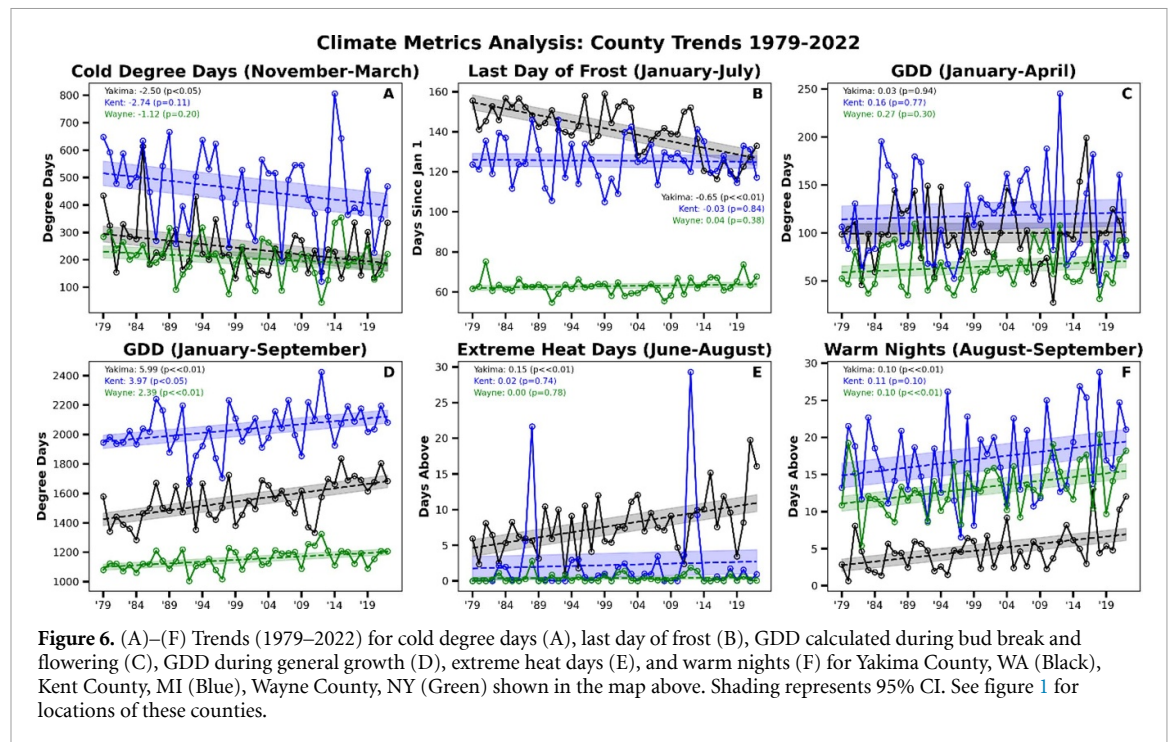 Climate Metrics Analysis: County Trends 1979-2022
Cold Degree Days (November-March)
A
Yakima: -2.50 (p<0.05)
Kent: -2.74 (p=0.11)
Wayne: -1.12 (p=0.20)
Degree Days
800
700
600
500
400
300
200
100
'79 '84 '89 '94 '99 '04 '09 '14 '19
Last Day of Frost (January-July)
B
Days Since Jan 1
160
140
120
100
80
60
Yakima: -0.65 (p<<0.01)
Kent: -0.03 (p=0.84)
Wayne: 0.04 (p=0.38)
'79 '84 '89 '94 '99 '04 '09 '14 '19
GDD (January-April)
C
Yakima: 0.03 (p=0.94)
Kent: 0.16 (p=0.77)
Wayne: 0.27 (p=0.30)
Degree Days
250
200
150
100
50
'79 '84 '89 '94 '99 '04 '09 '14 '19
GDD (January-September)
D
Yakima: 5.99 (p<<0.01)
Kent: 3.97 (p<0.05)
Wayne: 2.39 (p<<0.01)
Degree Days
2400
2200
2000
1800
1600
1400
1200
1000
'79 '84 '89 '94 '99 '04 '09 '14 '19
Extreme Heat Days (June-August)
E
Yakima: 0.15 (p<<0.01)
Kent: 0.02 (p=0.74)
Wayne: 0.00 (p=0.78)
Days Above
30
25
20
15
10
5
0
'79 '84 '89 '94 '99 '04 '09 '14 '19
Warm Nights (August-September)
F
Yakima: 0.10 (p<<0.01)
Kent: 0.11 (p=0.10)
Wayne: 0.10 (p<<0.01)
Days Above
30
25
20
15
10
5
0
'79 '84 '89 '94 '99 '04 '09 '14 '19
Figure 6. (A)–(F) Trends (1979–2022) for cold degree days (A), last day of frost (B), GDD calculated during bud break and
flowering (C), GDD during general growth (D), extreme heat days (E), and warm nights (F) for Yakima County, WA (Black),
Kent County, MI (Blue), Wayne County, NY (Green) shown in the map above. Shading represents 95% CI. See figure 1 for
locations of these counties.